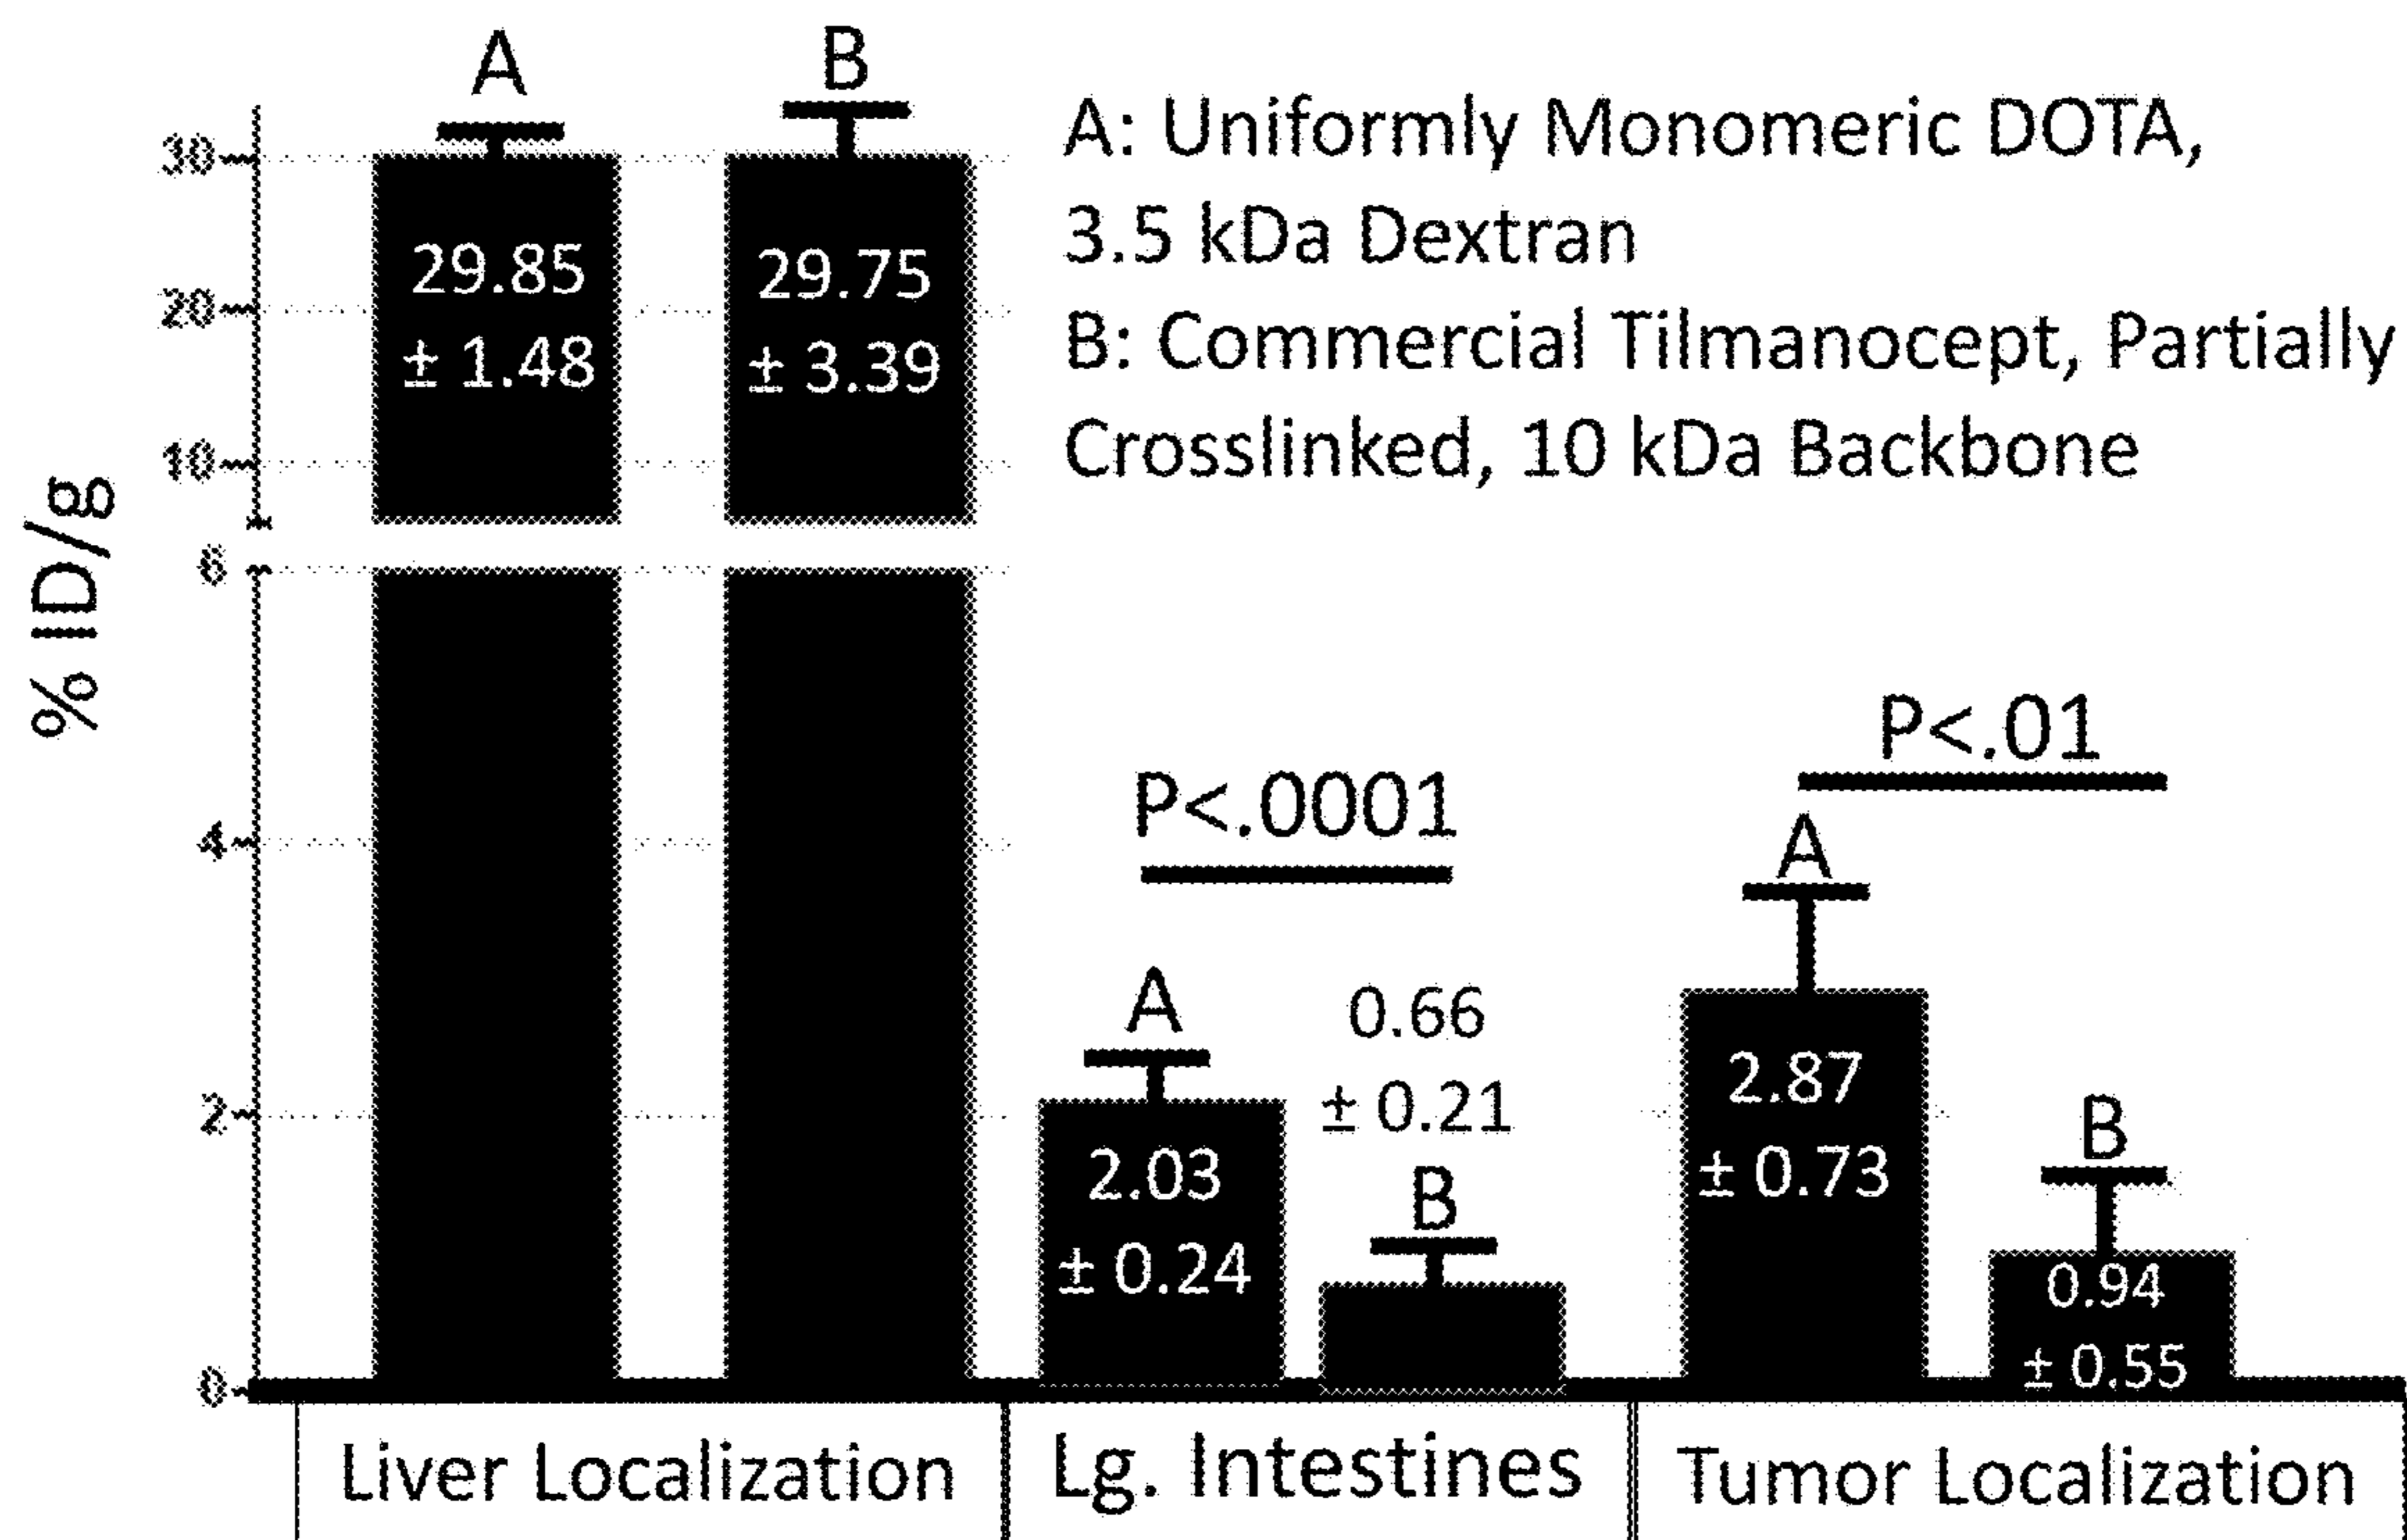 A
B
A: Uniformly Monomeric DOTA,
3.5 kDa Dextran
B: Commercial Tilmanocept, Partially
Crosslinked, 10 kDa Backbone
% ID/g
30
20
10
6
4
2
0
29.85
± 1.48
29.75
± 3.39
P<.0001
A
2.03
± 0.24
0.66
± 0.21
B
P<.01
A
2.87
± 0.73
B
0.94
± 0.55
Liver Localization
Lg. Intestines
Tumor Localization